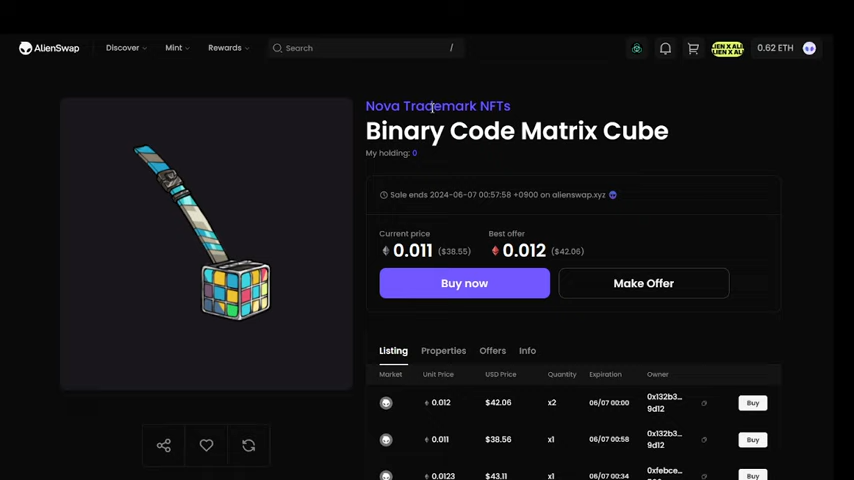 AlienSwap
Discover
Mint
Rewards
Search
/
0.62 ETH
Nova Trademark NFTs
Binary Code Matrix Cube
My holding: 0
Sale ends 2024-06-07 00:57:58 +0900 on alienswap.xyz
Current price
Best offer
0.011 ($38.55)
0.012 ($42.06)
Buy now
Make Offer
Listing
Properties
Offers
Info
Market
Unit Price
USD Price
Quantity
Expiration
Owner
0.012
$42.06
x2
06/07 00:00
0x132b3...
9d12
Buy
0.011
$38.56
x1
06/07 00:58
0x132b3...
9d12
Buy
0.0123
$43.11
x1
06/07 00:34
0xfebce...
Buy